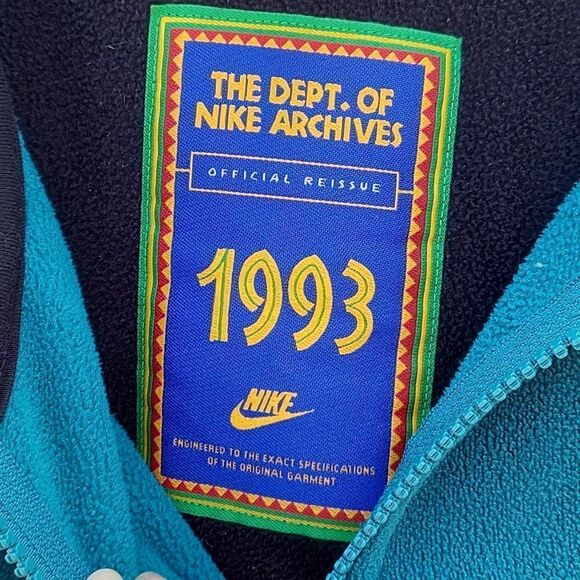 THE DEPT. OF
NIKE ARCHIVES
OFFICIAL REISSUE
1993
NIKE
ENGINEERED TO THE EXACT SPECIFICATIONS
OF THE ORIGINAL GARMENT